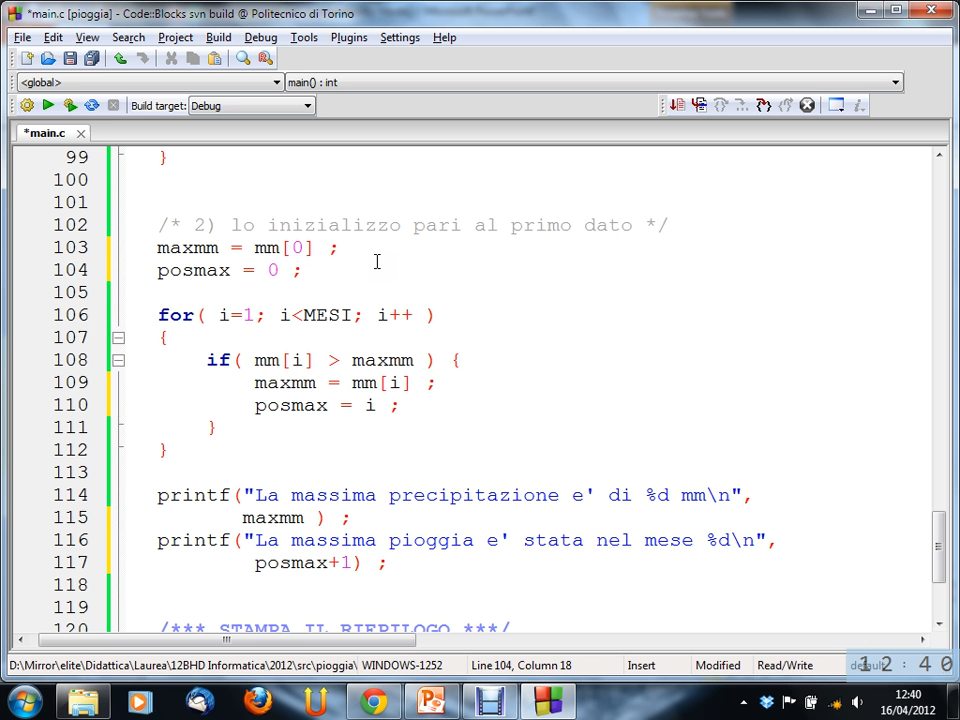 *main.c [pioggia] - Code::Blocks svn build @ Politecnico di Torino
File Edit View Search Project Build Debug Tools Plugins Settings Help
<global> main() : int
Build target: Debug
*main.c
99 }
100
101
102 /* 2) lo inizializzo pari al primo dato */
103 maxmm = mm[0] ;
104 posmax = 0 ;
105
106 for( i=1; i<MESI; i++ )
107 {
108 if( mm[i] > maxmm ) {
109 maxmm = mm[i] ;
110 posmax = i ;
111 }
112 }
113
114 printf("La massima precipitazione e' di %d mm\n",
115 maxmm ) ;
116 printf("La massima pioggia e' stata nel mese %d\n",
117 posmax+1) ;
118
119
120 /*** STAMPA IL RIEPILOGO ***/
D:\Mirror\elite\Didattica\Laurea\12BHD Informatica\2012\src\pioggia\ WINDOWS-1252 Line 104, Column 18 Insert Modified Read/Write default
12:40
12:40
16/04/2012